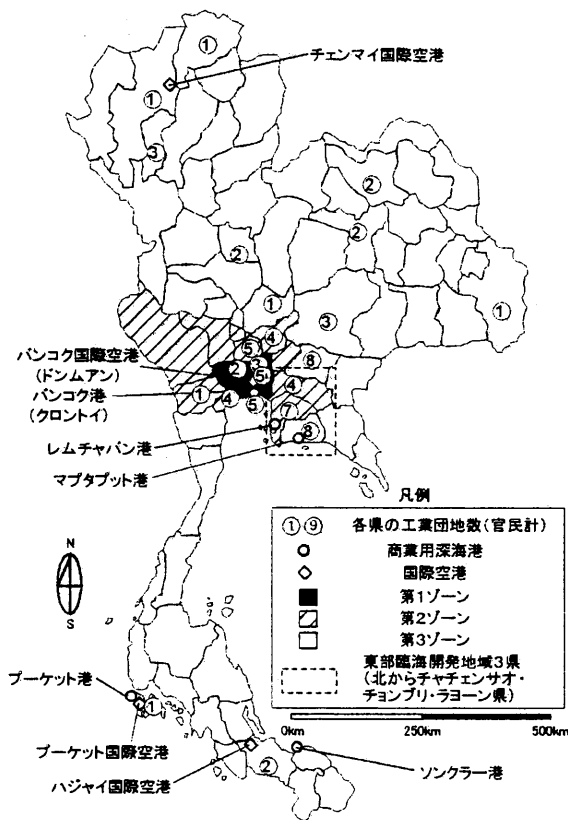 ①
チェンマイ国際空港
①
③
②
②
②
①
①
③
④
⑤
③
⑧
バンコク国際空港
(ドンムアン)
②
⑤
④
バンコク港
(クロントイ)
①
④
⑤
⑦
レムチャバン港
⑧
マプタプット港
凡例
① ⑨ 各県の工業団地数(官民計)
商業用深海港
国際空港
第1ゾーン
第2ゾーン
第3ゾーン
東部臨海開発地域3県
(北からチャチェンサオ・
チョンブリ・ラヨーン県)
N
S
0km 250km 500km
プーケット港
①
プーケット国際空港
ハジャイ国際空港
②
ソンクラー港